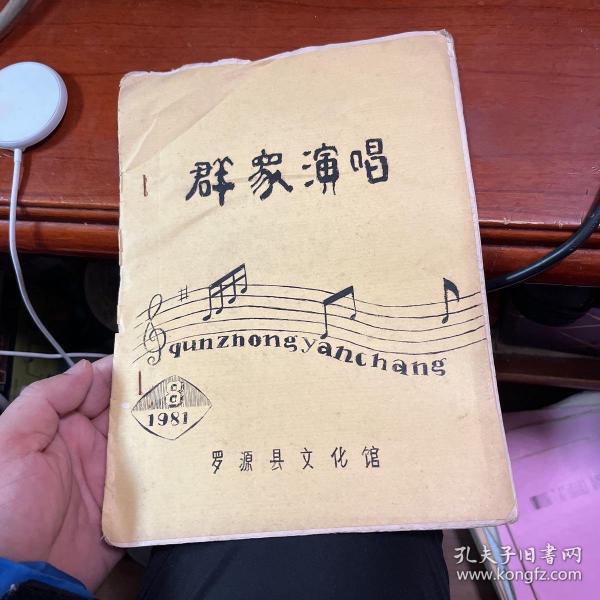 群众演唱
qunzhongyanchang
8
1981
罗源县文化馆
孔夫子旧书网
www.kongfz.com